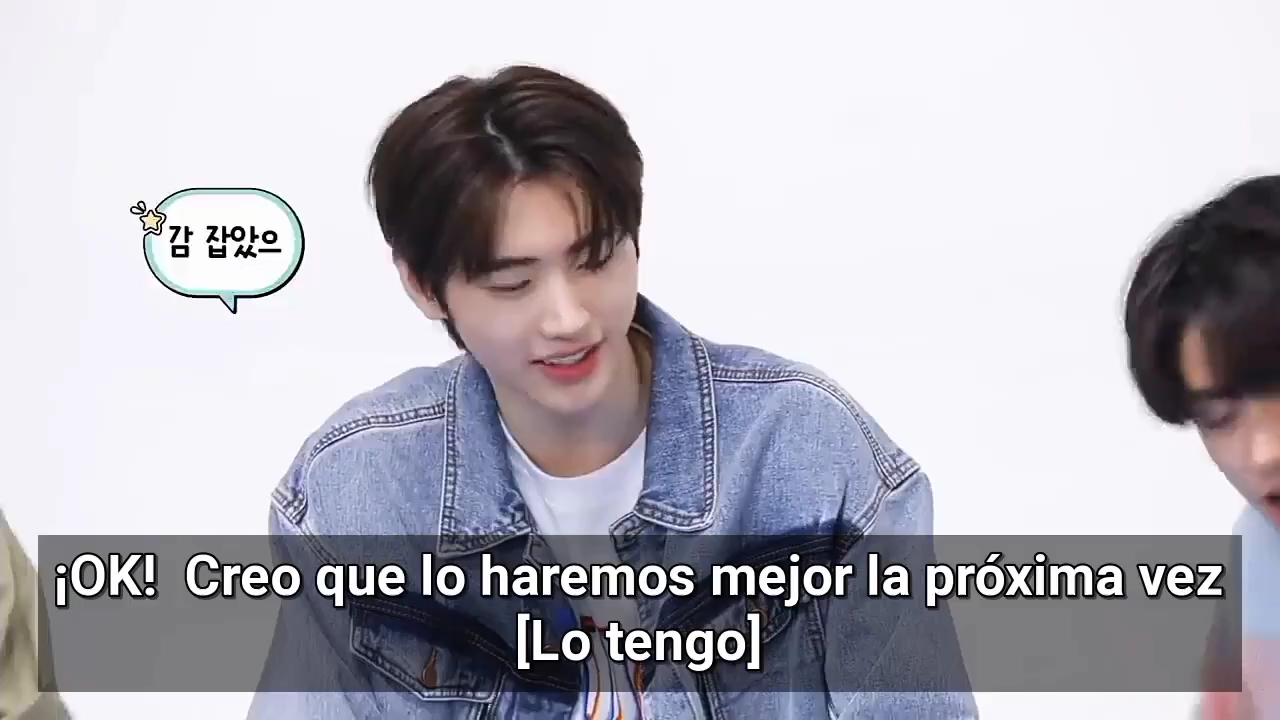 감 잡았으
¡OK!  Creo que lo haremos mejor la próxima vez
[Lo tengo]